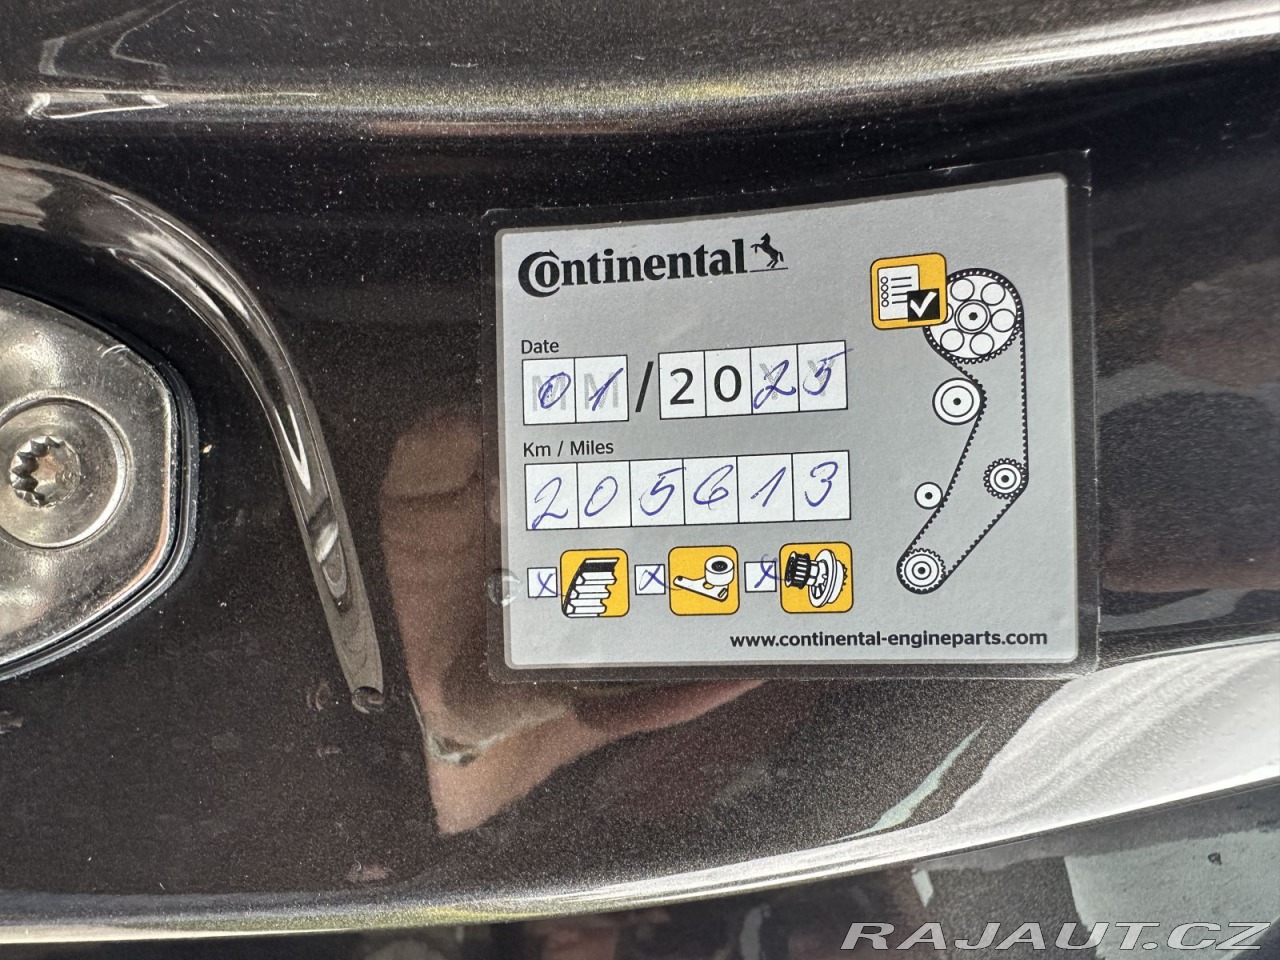 Continental
Date
01/2025
Km / Miles
205613
x x x
www.continental-engineparts.com
RAJAUT.CZ